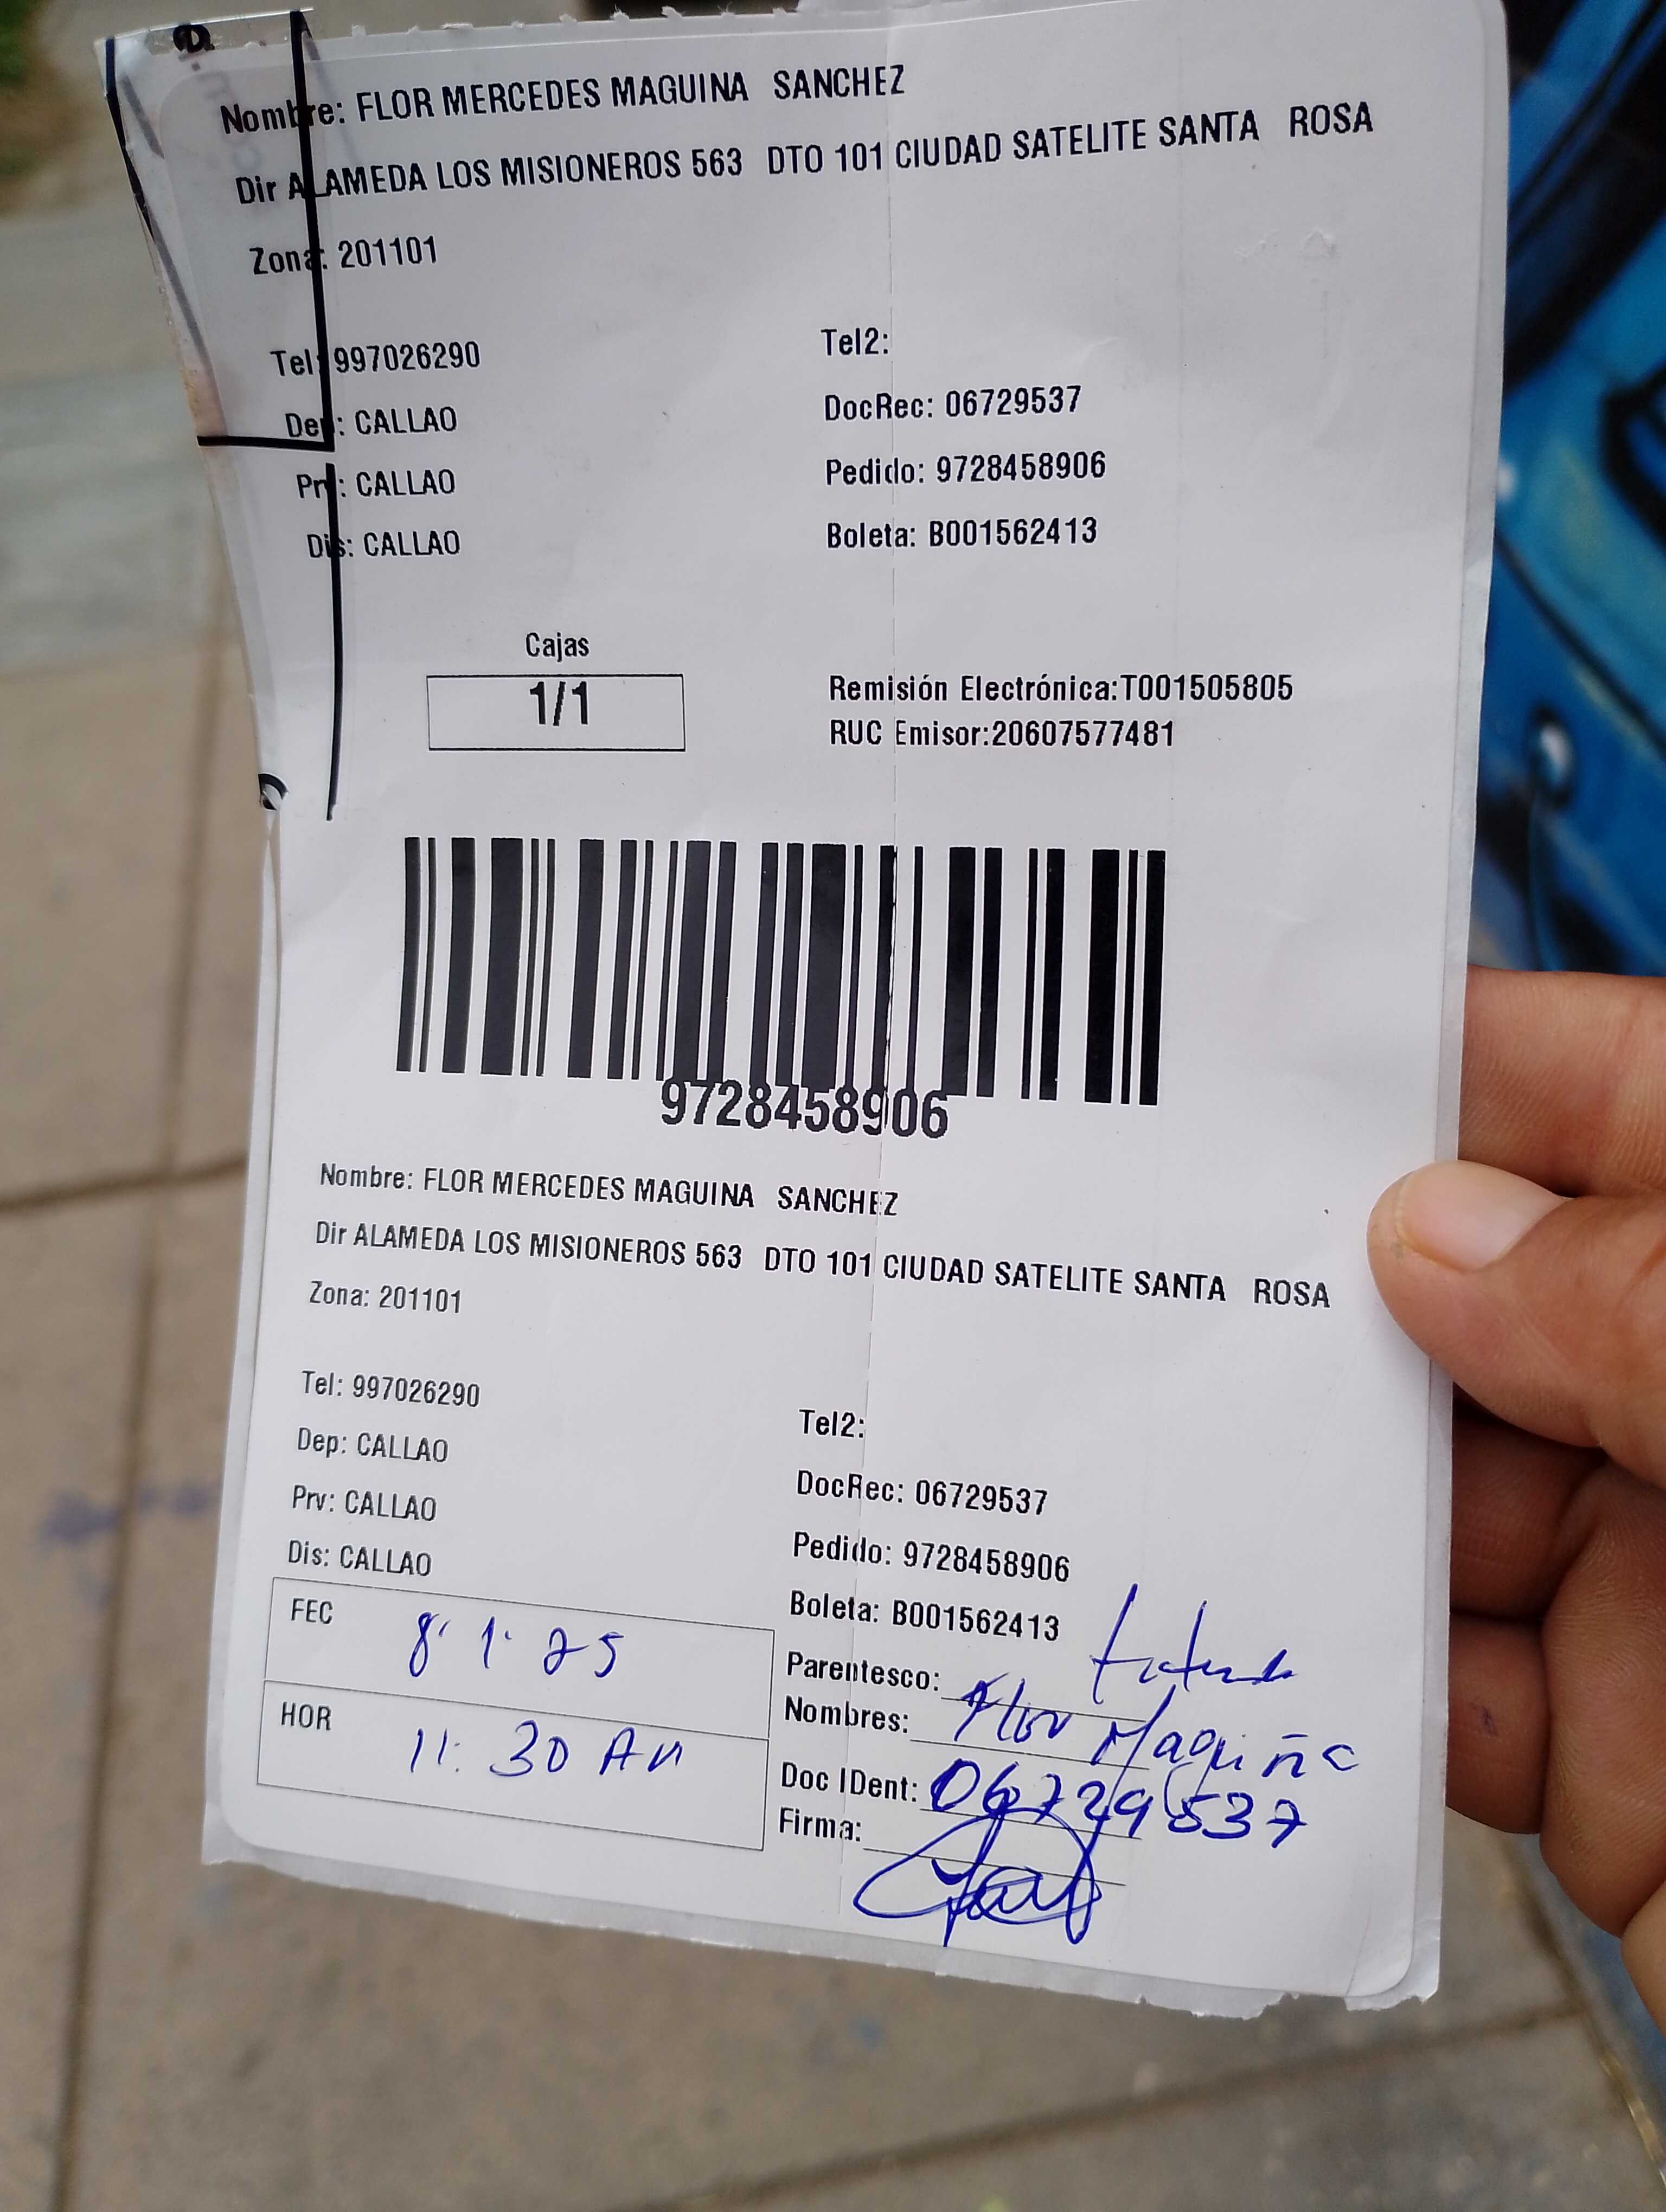 Nombre: FLOR MERCEDES MAGUINA SANCHEZ
Dir ALAMEDA LOS MISIONEROS 563 DTO 101 CIUDAD SATELITE SANTA ROSA
Zona: 201101
Tel: 997026290 Tel2:
Dep: CALLAO DocRec: 06729537
Prv: CALLAO Pedido: 9728458906
Dis: CALLAO Boleta: B001562413
Cajas
1/1
Remisión Electrónica:T001505805
RUC Emisor:20607577481
9728458906
Nombre: FLOR MERCEDES MAGUINA SANCHEZ
Dir ALAMEDA LOS MISIONEROS 563 DTO 101 CIUDAD SATELITE SANTA ROSA
Zona: 201101
Tel: 997026290 Tel2:
Dep: CALLAO DocRec: 06729537
Prv: CALLAO Pedido: 9728458906
Dis: CALLAO Boleta: B001562413
FEC 8 1 25
HOR 11:30 AM
Parentesco:
Nombres: Flor Maquiña
Doc IDent: 06729537
Firma: